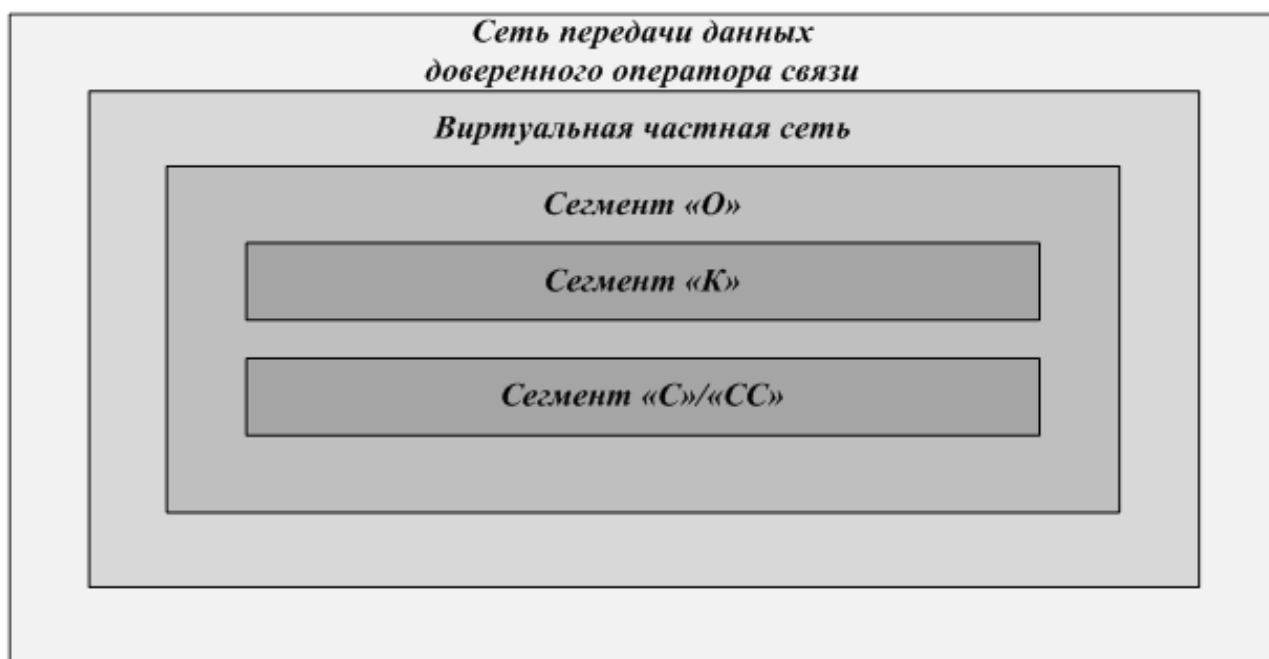 Сеть передачи данных
доверенного оператора связи
Виртуальная частная сеть
Сегмент «О»
Сегмент «К»
Сегмент «С»/«СС»